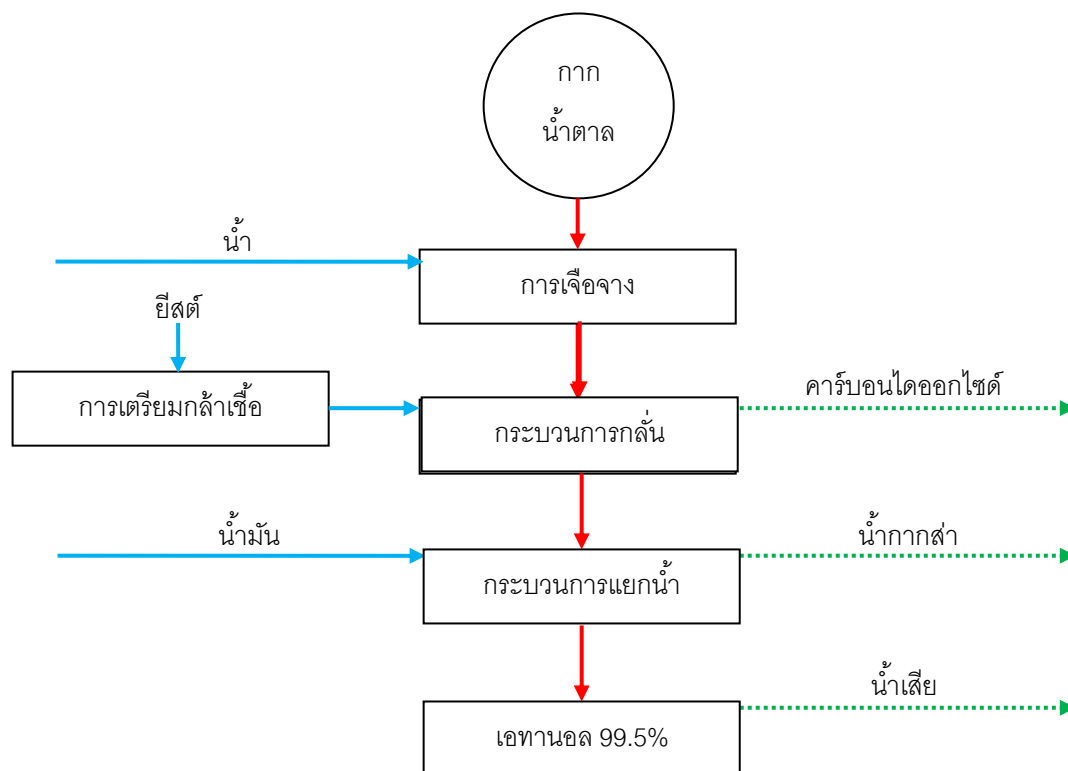 กาก
น้ำตาล
น้ำ
การเจือจาง
ยีสต์
การเตรียมกล้าเชื้อ
คาร์บอนไดออกไซด์
กระบวนการกลั่น
น้ำมัน
น้ำกากส่า
กระบวนการแยกน้ำ
น้ำเสีย
เอทานอล 99.5%